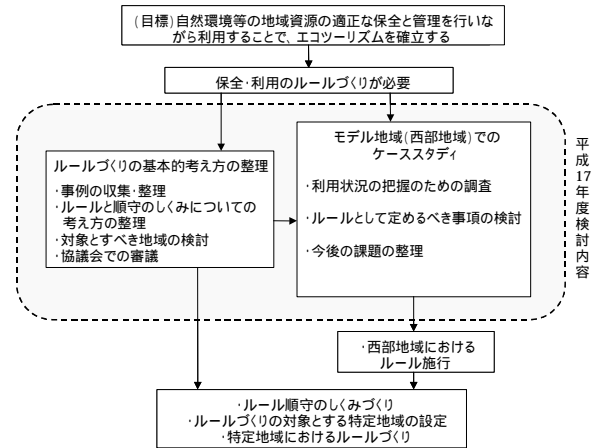 (目標)自然環境等の地域資源の適正な保全と管理を行いな
がら利用することで、エコツーリズムを確立する
保全・利用のルールづくりが必要
ルールづくりの基本的考え方の整理
・事例の収集・整理
・ルールと順守のしくみについての
考え方の整理
・対象とすべき地域の検討
・協議会での審議
モデル地域(西部地域)での
ケーススタディ
・利用状況の把握のための調査
・ルールとして定めるべき事項の検討
・今後の課題の整理
平成17年度検討内容
・西部地域における
ルール施行
・ルール順守のしくみづくり
・ルールづくりの対象とする特定地域の設定
・特定地域におけるルールづくり